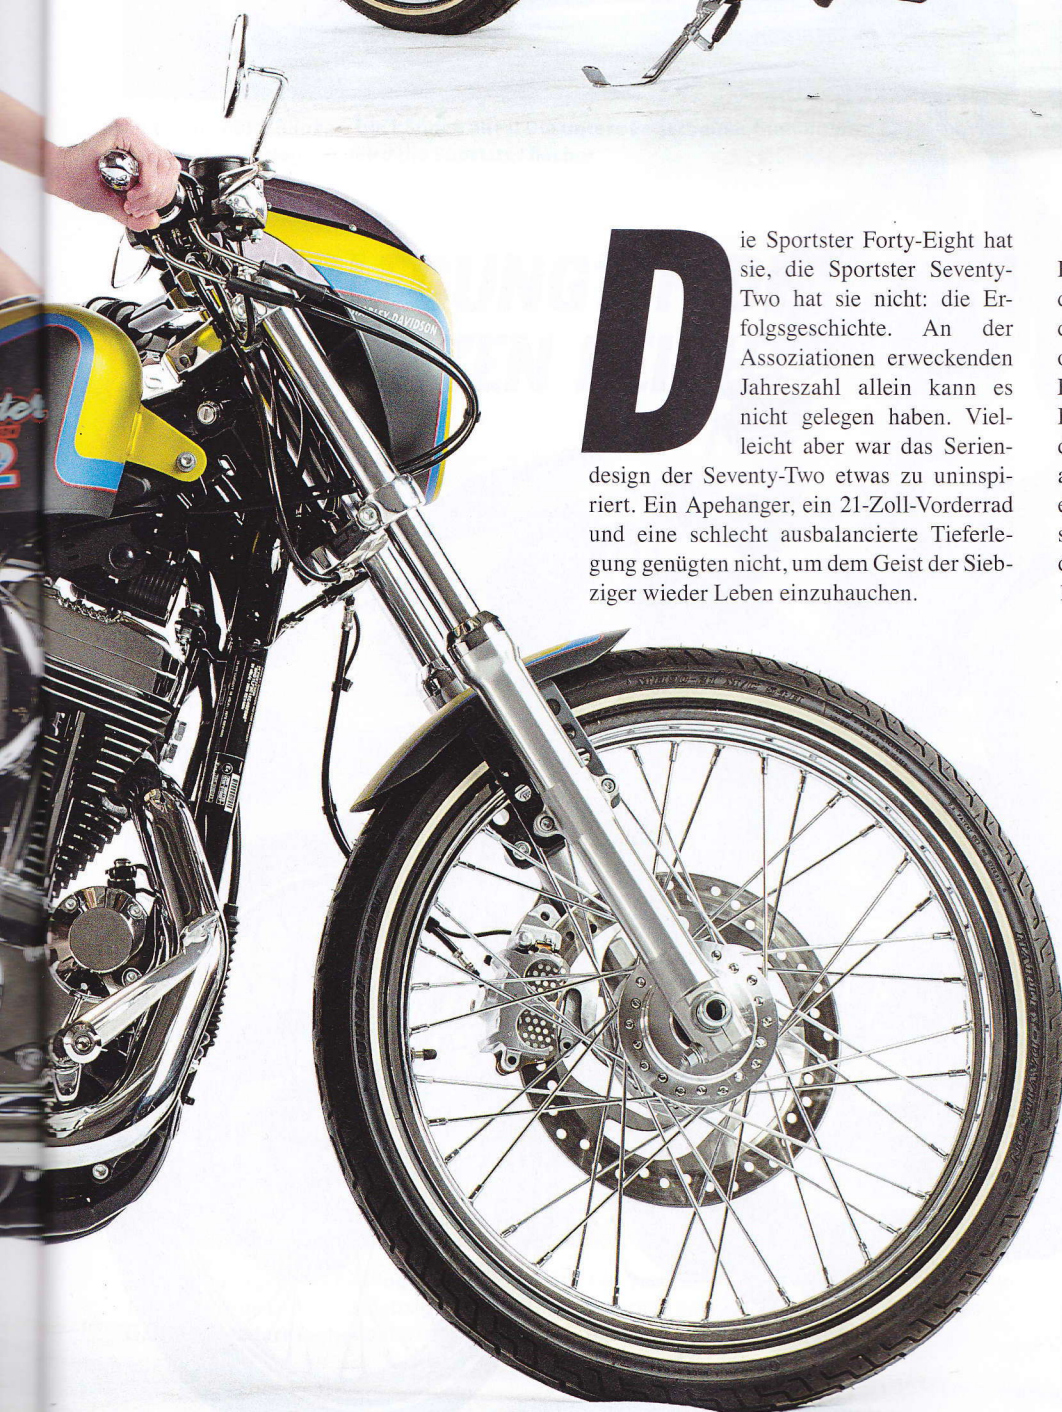 HARLEY-DAVIDSON
Die Sportster Forty-Eight hat
sie, die Sportster Seventy-
Two hat sie nicht: die Er-
folgsgeschichte. An der
Assoziationen erweckenden
Jahreszahl allein kann es
nicht gelegen haben. Viel-
leicht aber war das Serien-
design der Seventy-Two etwas zu uninspi-
riert. Ein Apehanger, ein 21-Zoll-Vorderrad
und eine schlecht ausbalancierte Tieferle-
gung genügten nicht, um dem Geist der Sieb-
ziger wieder Leben einzuhauchen.